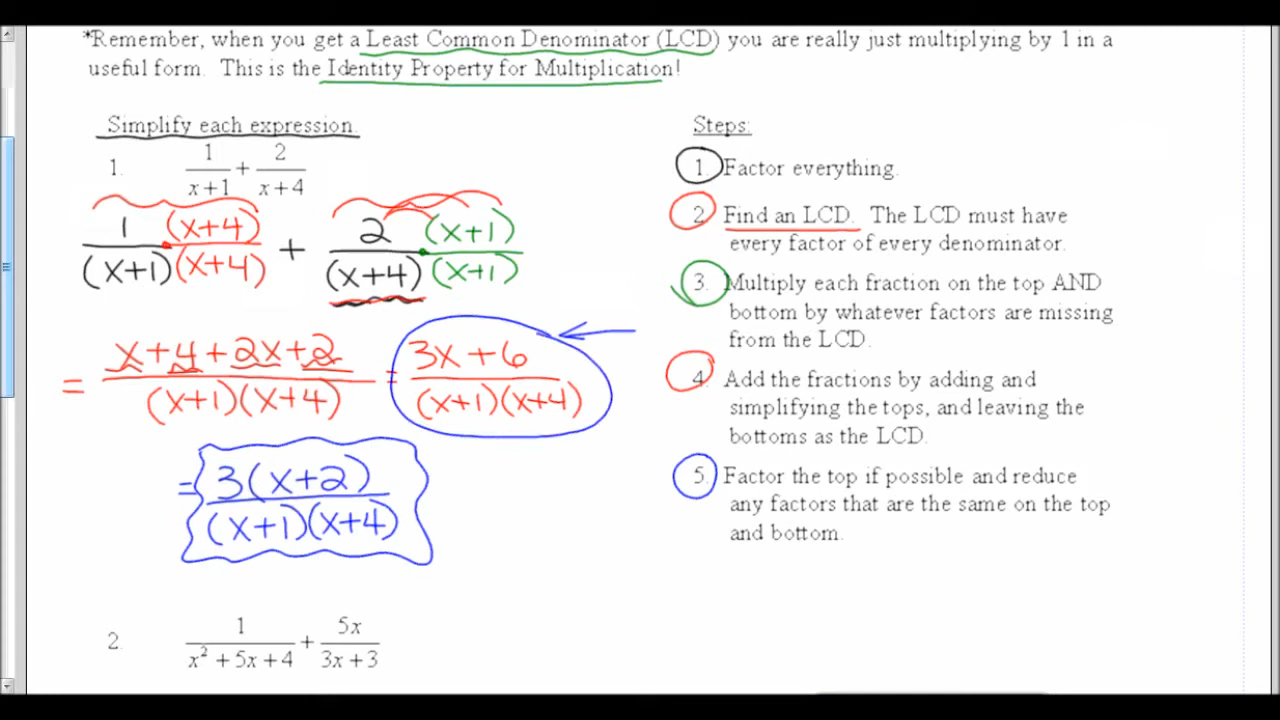 *Remember, when you get a Least Common Denominator (LCD) you are really just multiplying by 1 in a
useful form. This is the Identity Property for Multiplication!
Simplify each expression.
1. 1/(x+1) + 2/(x+4)
1/(x+1) · (x+4)/(x+4) + 2/(x+4) · (x+1)/(x+1)
= (x+4+2x+2)/((x+1)(x+4)) = (3x+6)/((x+1)(x+4))
= 3(x+2)/((x+1)(x+4))
2. 1/(x²+5x+4) + 5x/(3x+3)
Steps:
1. Factor everything.
2. Find an LCD. The LCD must have
every factor of every denominator.
3. Multiply each fraction on the top AND
bottom by whatever factors are missing
from the LCD.
4. Add the fractions by adding and
simplifying the tops, and leaving the
bottoms as the LCD.
5. Factor the top if possible and reduce
any factors that are the same on the top
and bottom.